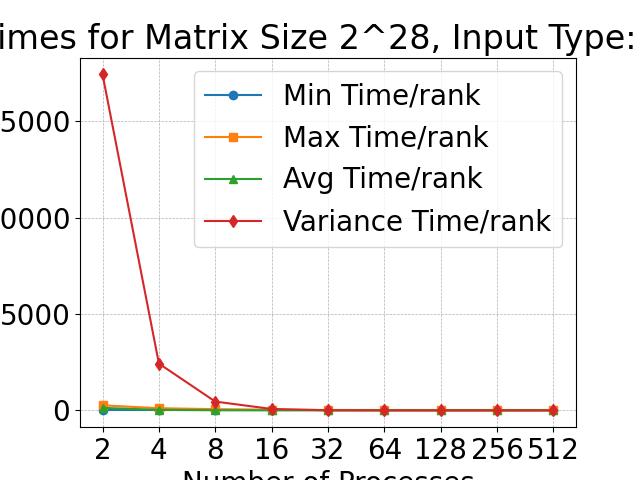 imes for Matrix Size 2^28, Input Type:
Min Time/rank
Max Time/rank
Avg Time/rank
Variance Time/rank
5000
0000
5000
0
2 4 8 16 32 64 128 256 512
Number of Processes